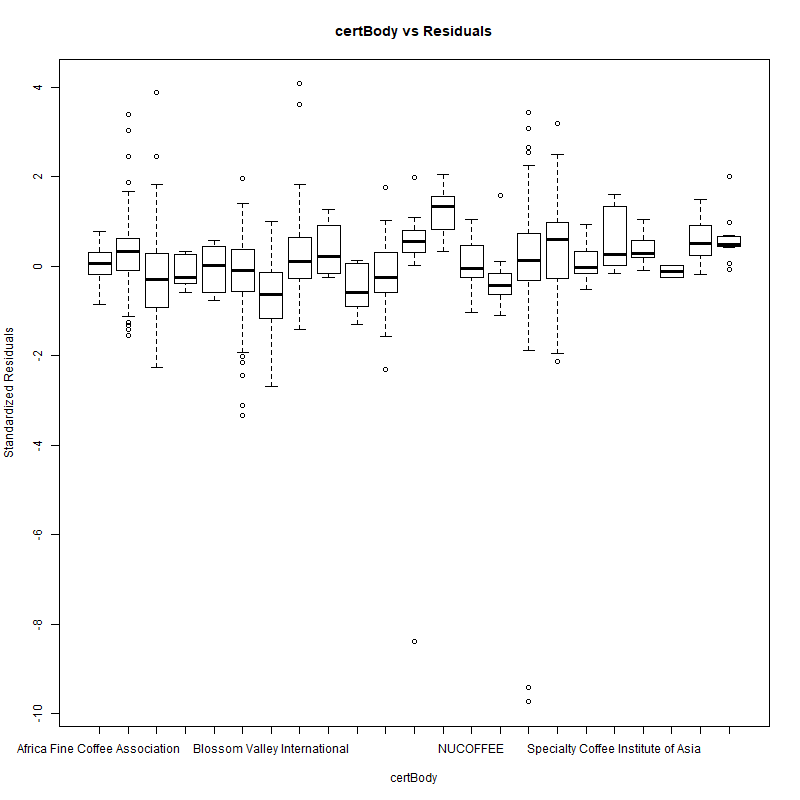 certBody vs Residuals
Standardized Residuals
4
2
0
-2
-4
-6
-8
-10
Africa Fine Coffee Association
Blossom Valley International
NUCOFFEE
Specialty Coffee Institute of Asia
certBody